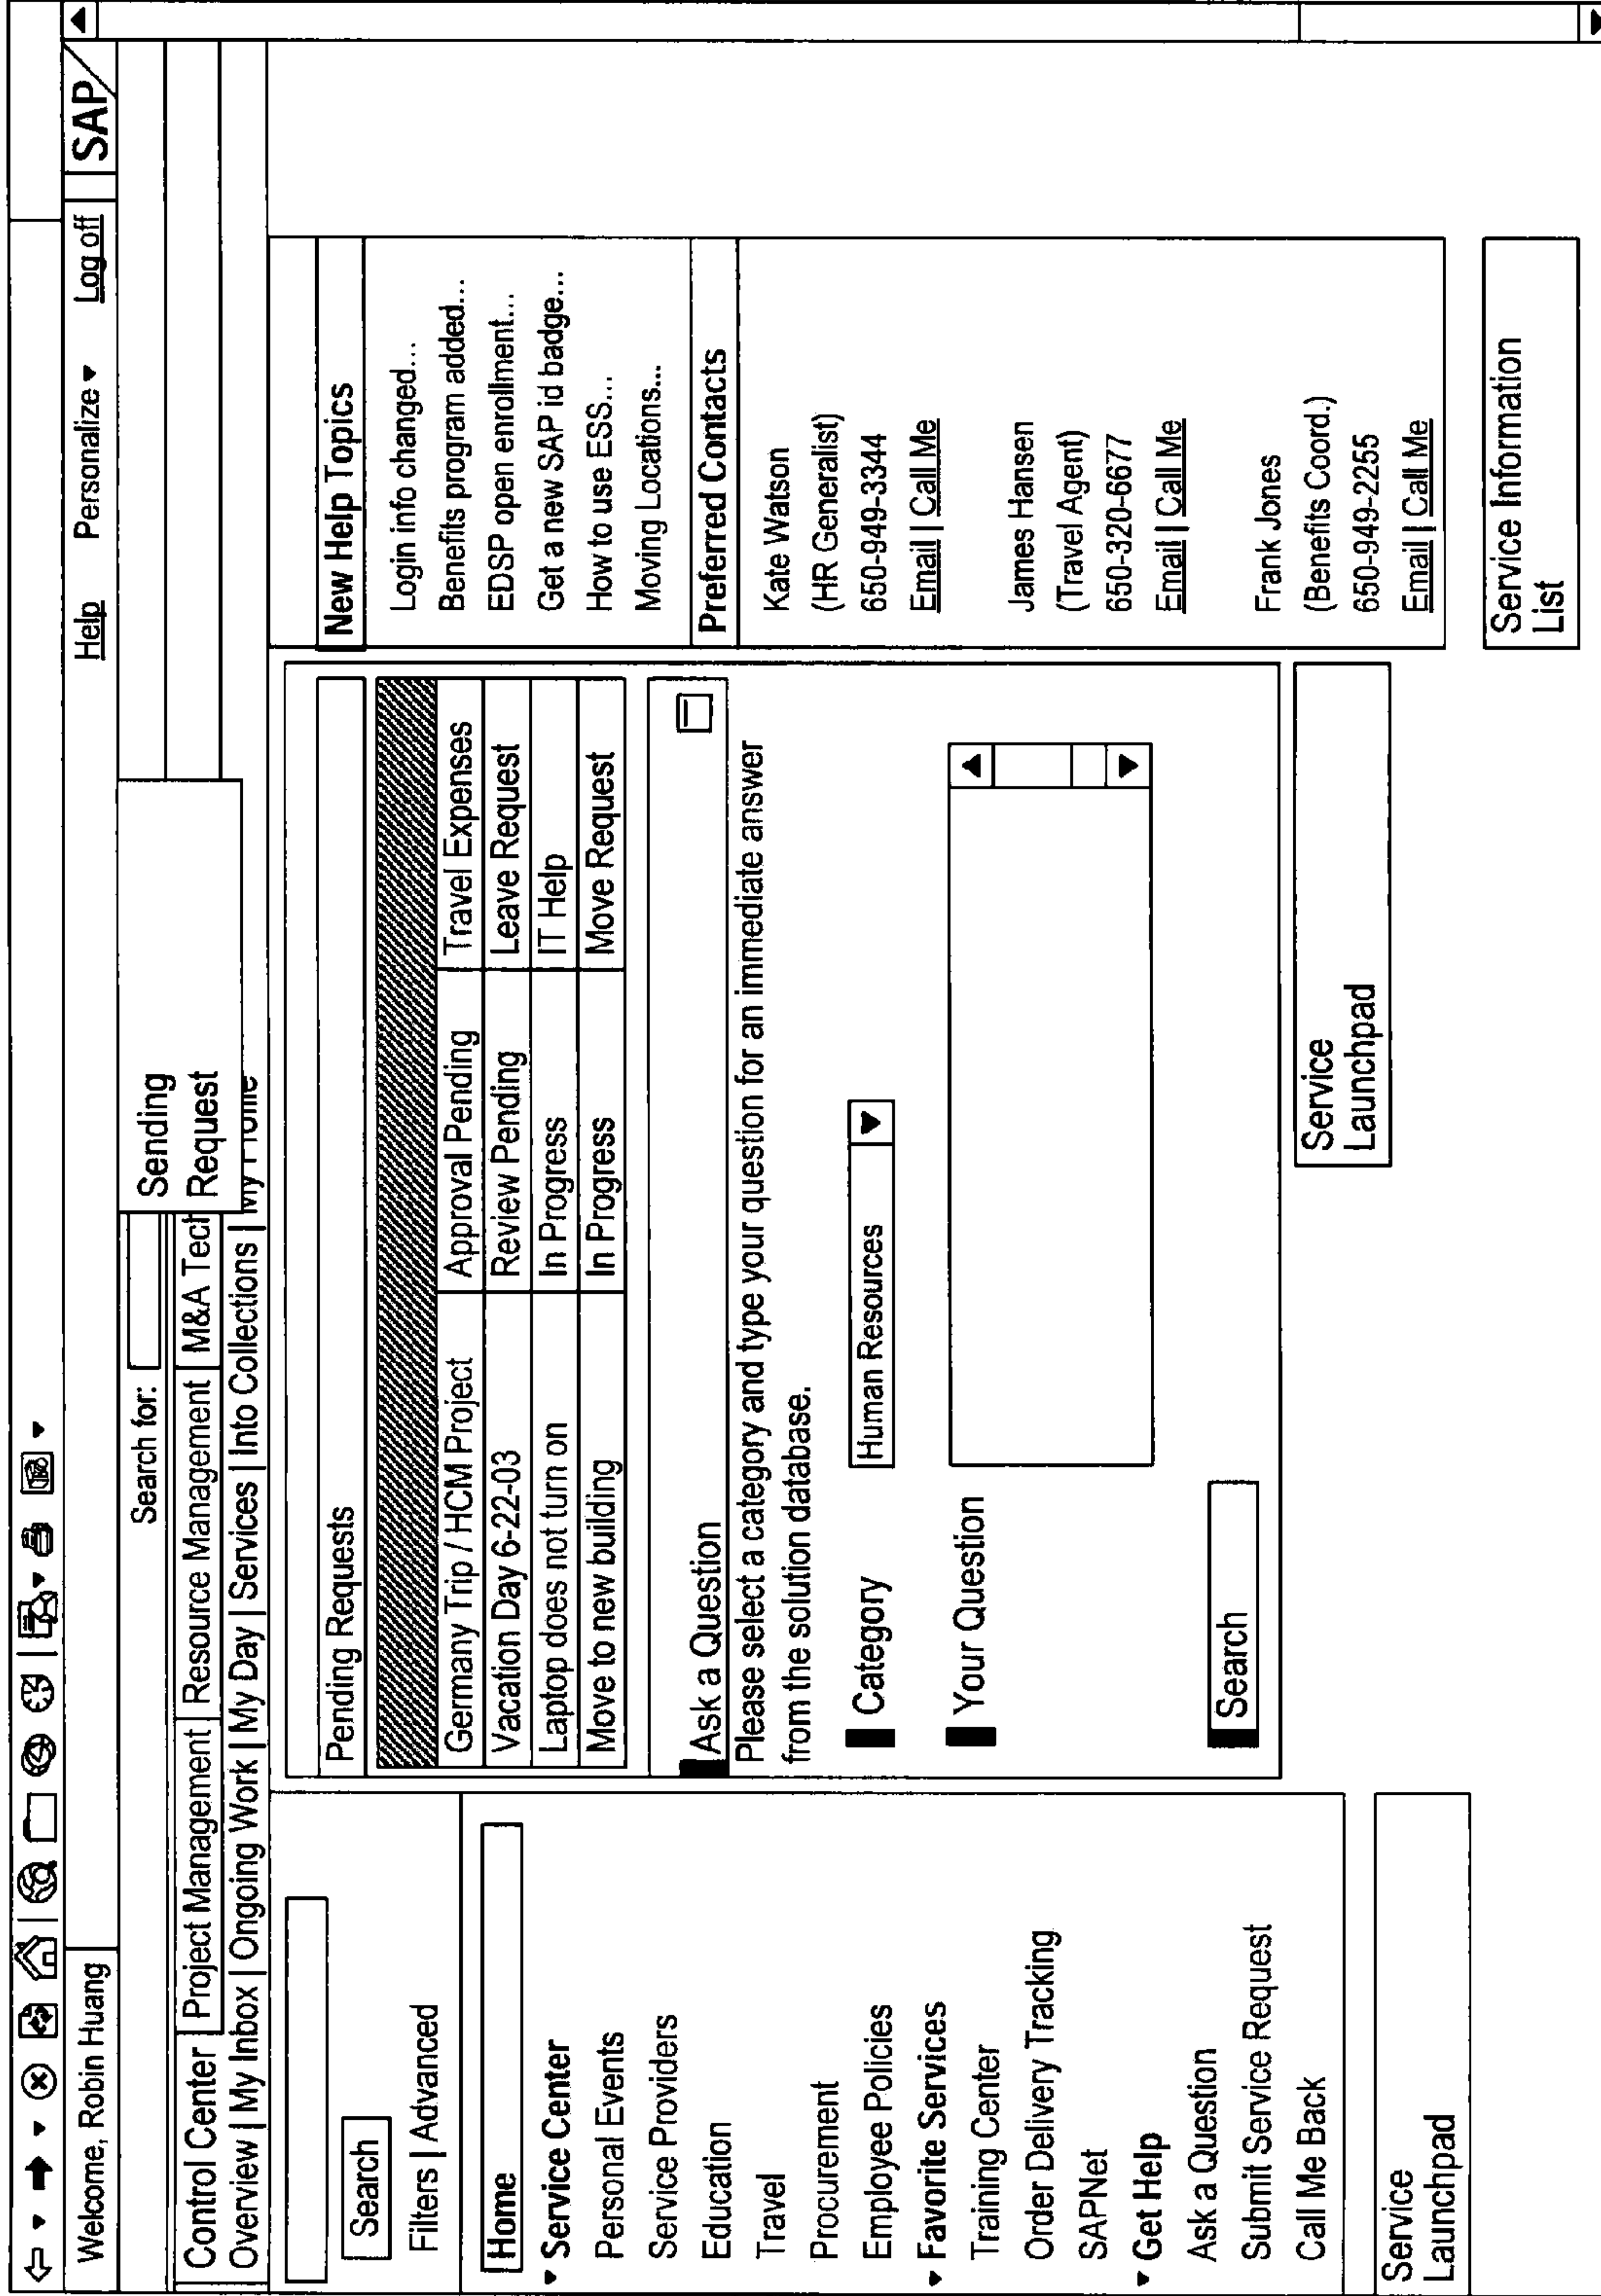 Welcome, Robin Huang
Help Personalize Log off SAP
Search for:
Sending
Request
Control Center | Project Management | Resource Management | M&A Tech
Overview | My Inbox | Ongoing Work | My Day | Services | Into Collections |
Search
Filters | Advanced
Home
Service Center
Personal Events
Service Providers
Education
Travel
Procurement
Employee Policies
Favorite Services
Training Center
Order Delivery Tracking
SAPNet
Get Help
Ask a Question
Submit Service Request
Call Me Back
Service
Launchpad
Pending Requests
Germany Trip / HCM Project Approval Pending Travel Expenses
Vacation Day 6-22-03 Review Pending Leave Request
Laptop does not turn on In Progress IT Help
Move to new building In Progress Move Request
Ask a Question
Please select a category and type your question for an immediate answer
from the solution database.
Category Human Resources
Your Question
Search
Service
Launchpad
New Help Topics
Login info changed...
Benefits program added...
EDSP open enrollment...
Get a new SAP id badge...
How to use ESS...
Moving Locations...
Preferred Contacts
Kate Watson
(HR Generalist)
650-949-3344
Email | Call Me
James Hansen
(Travel Agent)
650-320-6677
Email | Call Me
Frank Jones
(Benefits Coord.)
650-949-2255
Email | Call Me
Service Information
List